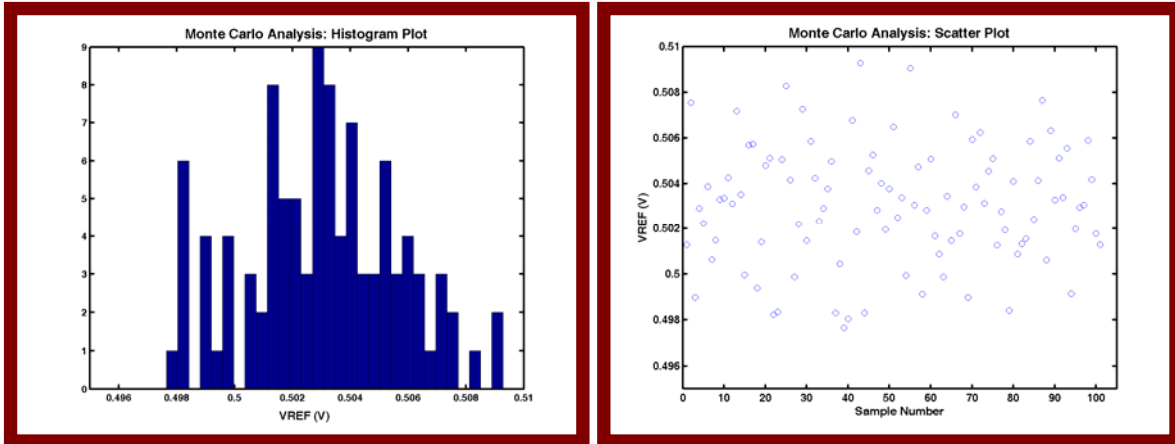 Monte Carlo Analysis: Histogram Plot
9
8
7
6
5
4
3
2
1
0
0.496 0.498 0.5 0.502 0.504 0.506 0.508 0.51
VREF (V)
Monte Carlo Analysis: Scatter Plot
0.51
0.508
0.506
0.504
0.502
0.5
0.498
0.496
VREF (V)
0 10 20 30 40 50 60 70 80 90 100
Sample Number